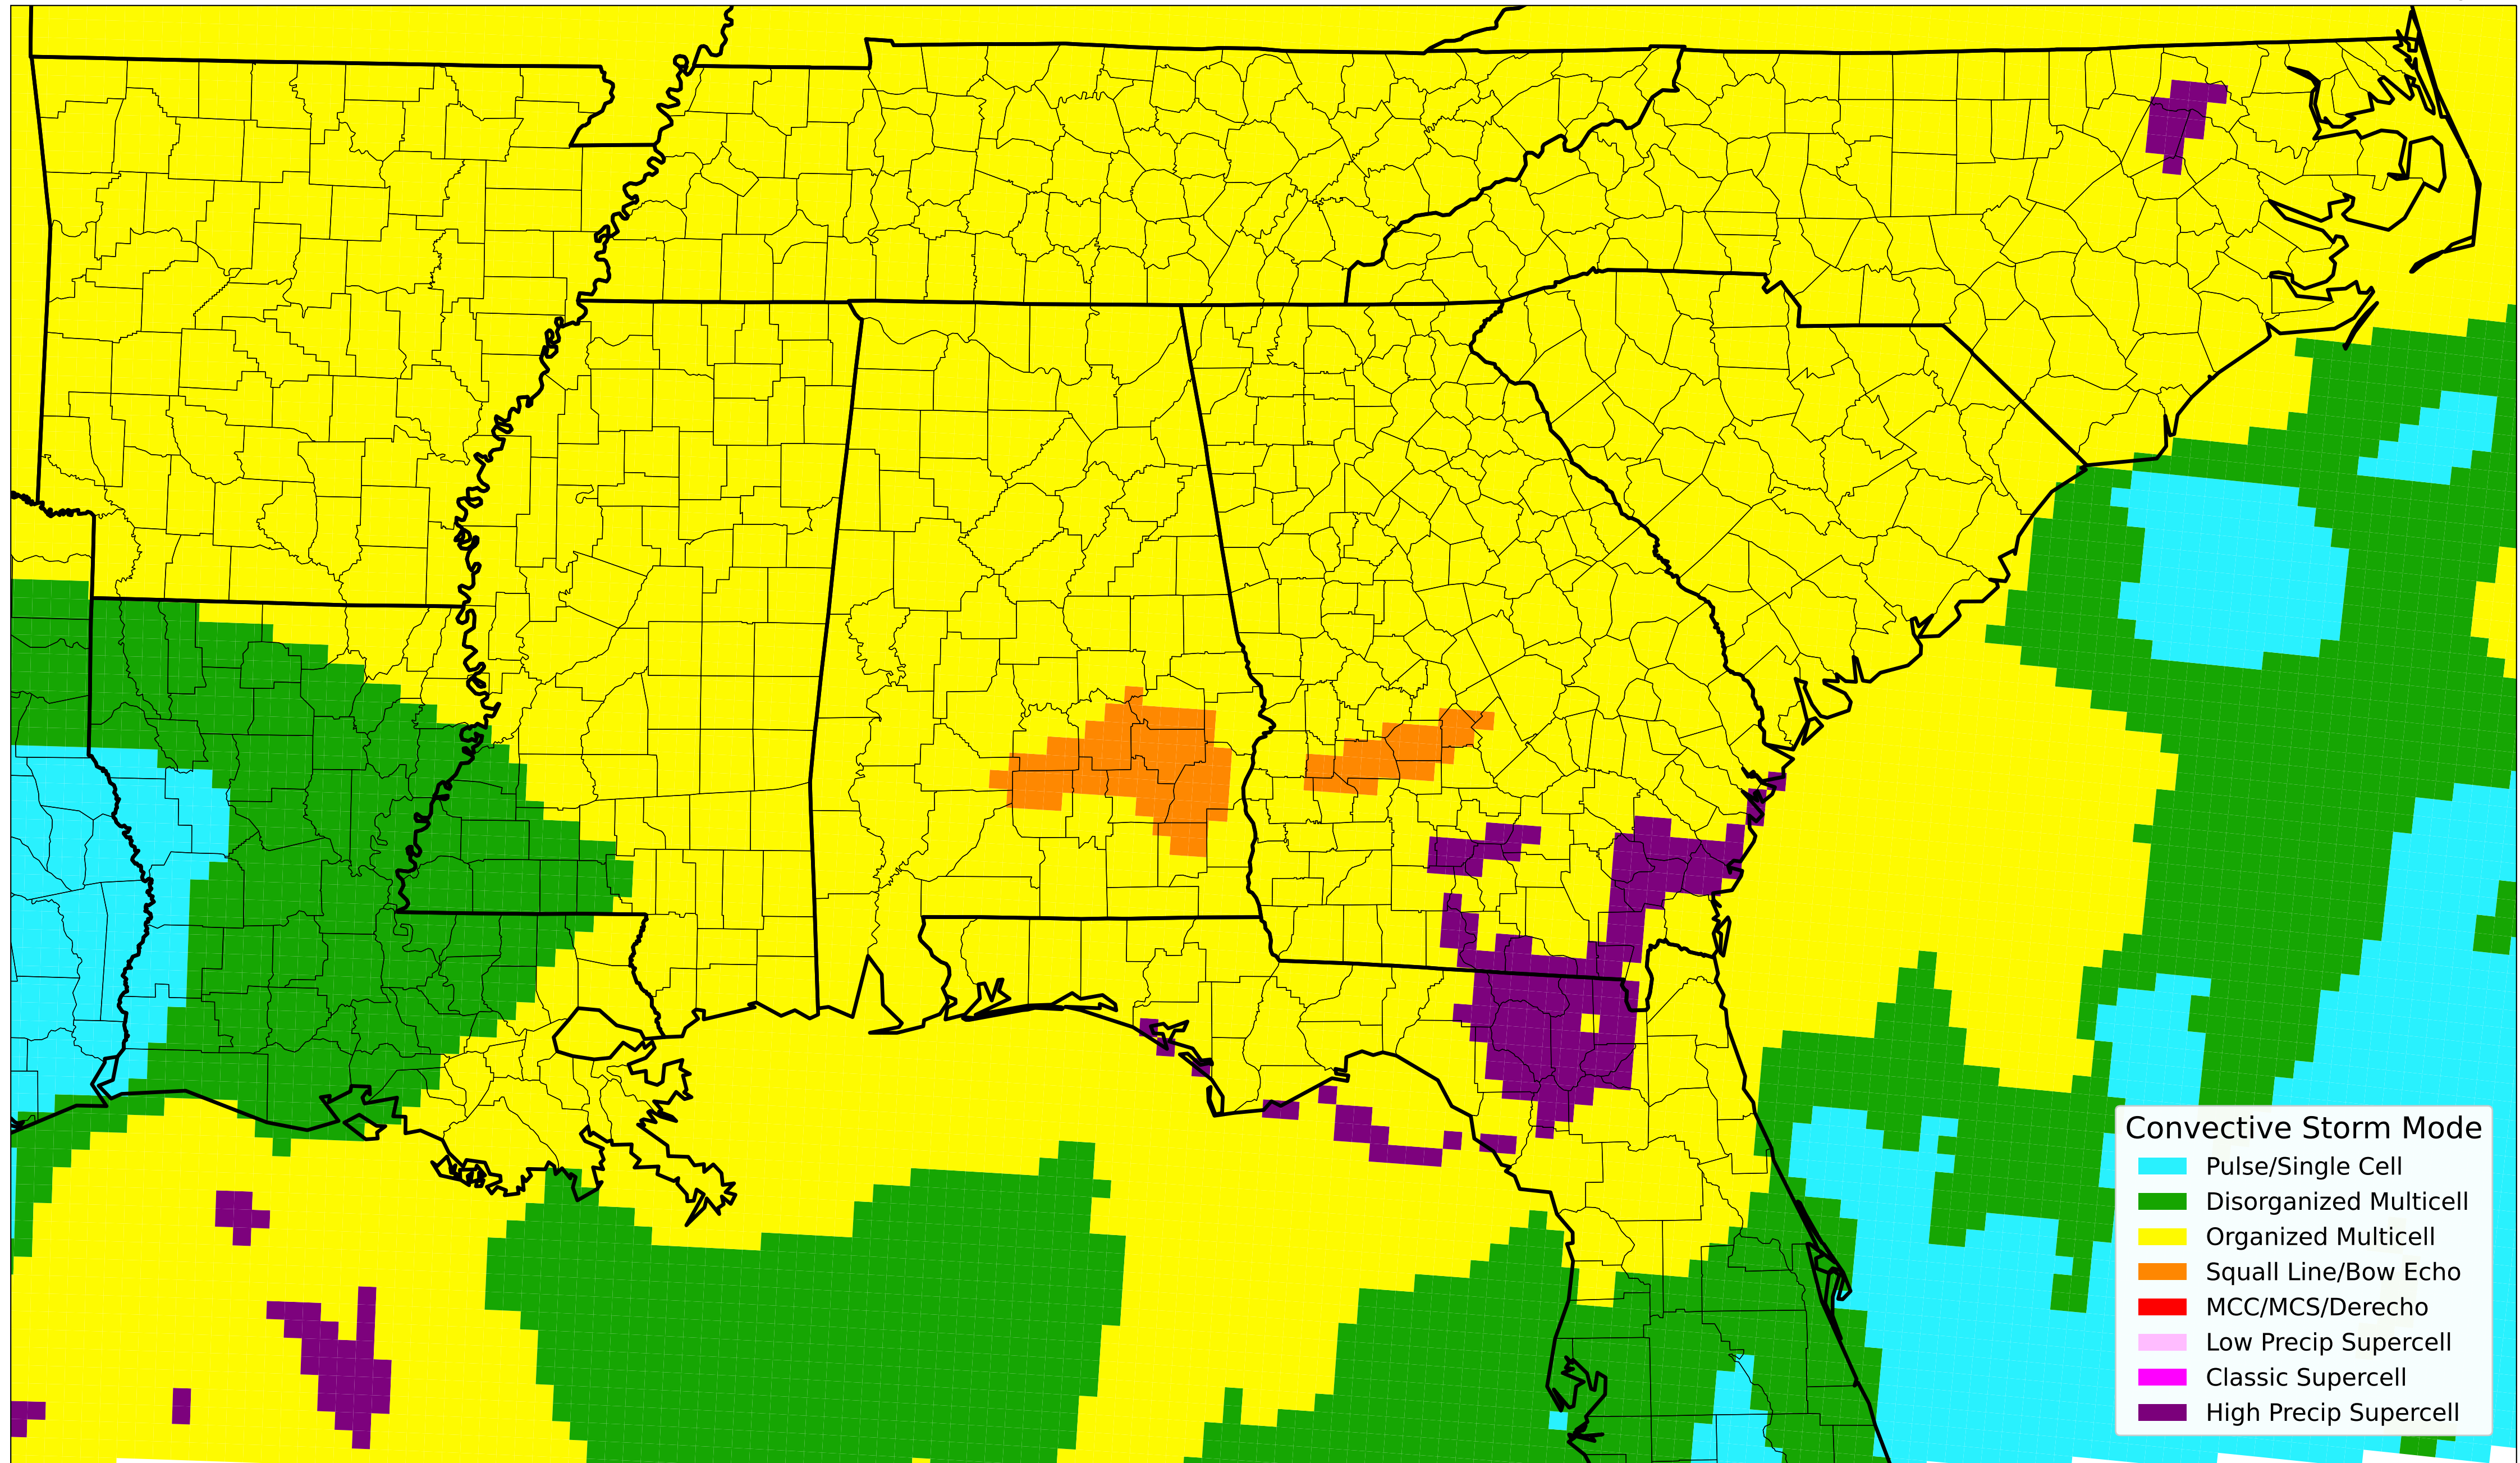 Convective Storm Mode
Pulse/Single Cell
Disorganized Multicell
Organized Multicell
Squall Line/Bow Echo
MCC/MCS/Derecho
Low Precip Supercell
Classic Supercell
High Precip Supercell